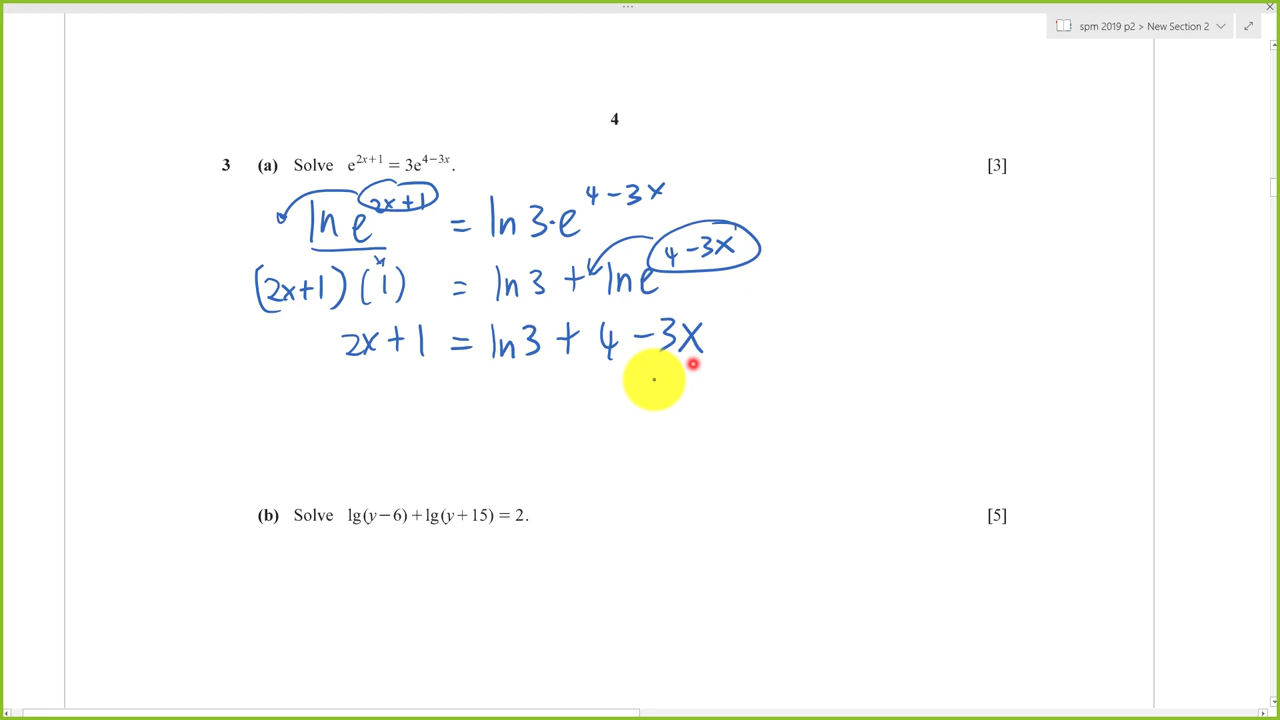 spm 2019 p2 > New Section 2
4
3 (a) Solve e^{2x+1} = 3e^{4−3x}. [3]
ln e^{2x+1} = ln 3·e^{4−3x}
(2x+1)(1) = ln 3 + ln e^{4−3x}
2x+1 = ln 3 + 4 − 3x
(b) Solve lg(y−6)+lg(y+15)=2. [5]